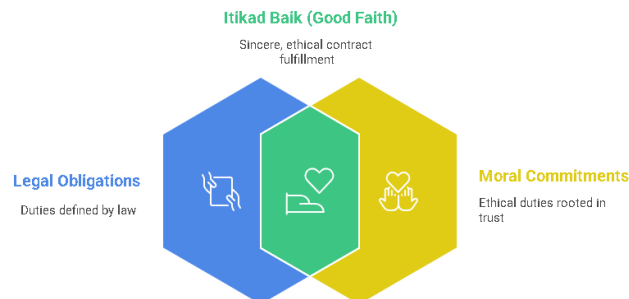 Itikad Baik (Good Faith)
Sincere, ethical contract
fulfillment
Legal Obligations
Duties defined by law
Moral Commitments
Ethical duties rooted in
trust